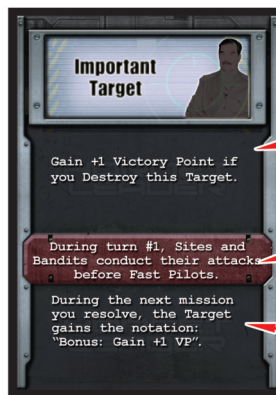 Important
Target
Gain +1 Victory Point if
you Destroy this Target.
During turn #1, Sites and
Bandits conduct their attacks
before Fast Pilots.
During the next mission
you resolve, the Target
gains the notation:
"Bonus: Gain +1 VP".